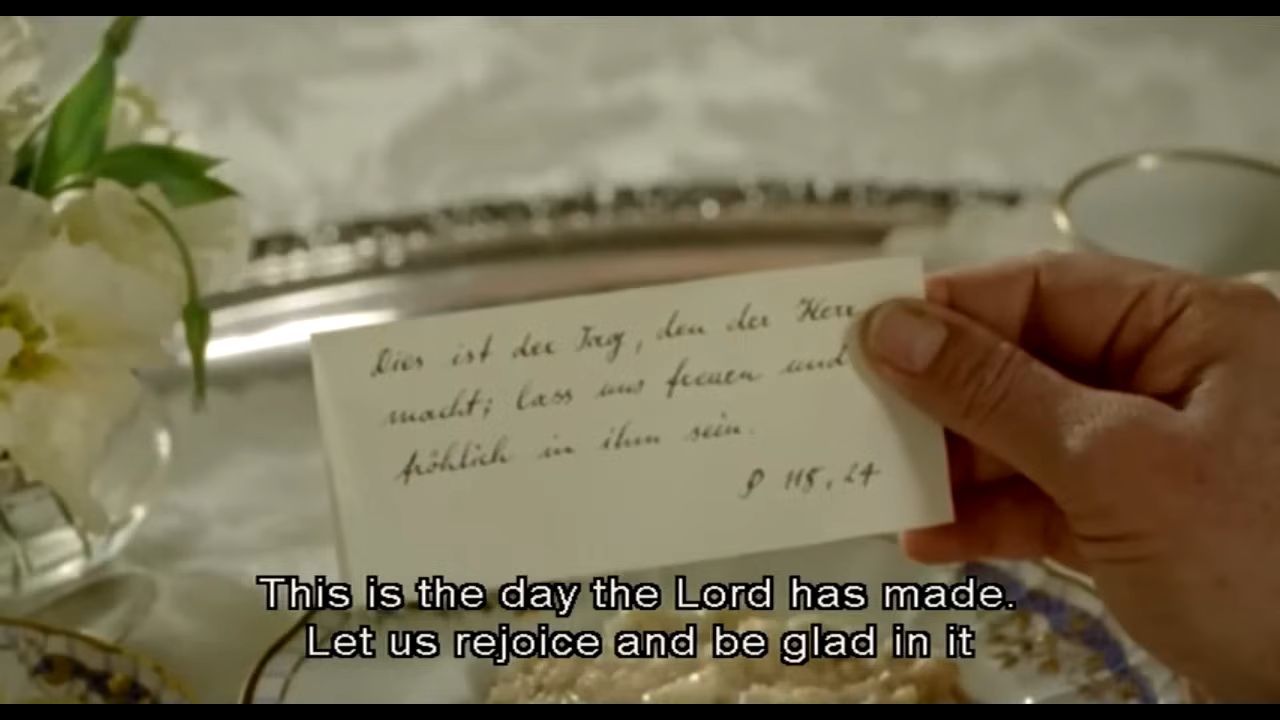 Dies ist der Tag, den der Herr
macht; lass uns freuen und
fröhlich in ihm sein.
P 118, 24
This is the day the Lord has made.
Let us rejoice and be glad in it